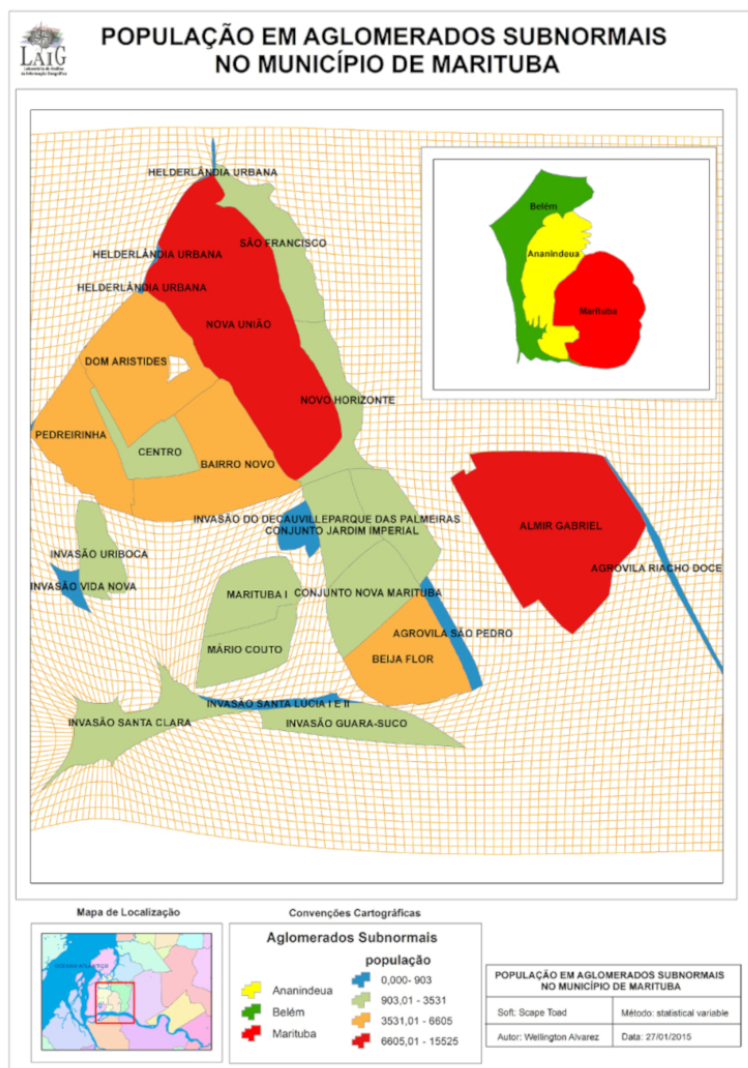 LAIG
POPULAÇÃO EM AGLOMERADOS SUBNORMAIS
NO MUNICÍPIO DE MARITUBA
HELDERLÂNDIA URBANA
SÃO FRANCISCO
HELDERLÂNDIA URBANA
HELDERLÂNDIA URBANA
NOVA UNIÃO
DOM ARISTIDES
NOVO HORIZONTE
PEDREIRINHA
CENTRO
BAIRRO NOVO
Belém
Ananindeua
Marituba
INVASÃO DO DECAUVILLEPARQUE DAS PALMEIRAS
CONJUNTO JARDIM IMPERIAL
ALMIR GABRIEL
INVASÃO URIBOCA
AGROVILA RIACHO DOCE
INVASÃO VIDA NOVA
MARITUBA I
CONJUNTO NOVA MARITUBA
AGROVILA SÃO PEDRO
MÁRIO COUTO
BEIJA FLOR
INVASÃO SANTA LÚCIA I E II
INVASÃO SANTA CLARA
INVASÃO GUARA-SUCO
Mapa de Localização
Convenções Cartográficas
Aglomerados Subnormais
população
Ananindeua
Belém
Marituba
0,000- 903
903,01 - 3531
3531,01 - 6605
6605,01 - 15525
POPULAÇÃO EM AGLOMERADOS SUBNORMAIS
NO MUNICÍPIO DE MARITUBA
Soft: Scape Toad
Método: statistical variable
Autor: Wellington Alvarez
Data: 27/01/2015